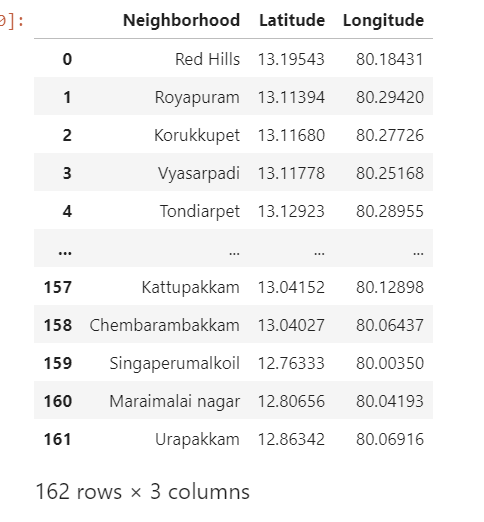 0]:
Neighborhood Latitude Longitude
0 Red Hills 13.19543 80.18431
1 Royapuram 13.11394 80.29420
2 Korukkupet 13.11680 80.27726
3 Vyasarpadi 13.11778 80.25168
4 Tondiarpet 13.12923 80.28955
... ... ... ...
157 Kattupakkam 13.04152 80.12898
158 Chembarambakkam 13.04027 80.06437
159 Singaperumalkoil 12.76333 80.00350
160 Maraimalai nagar 12.80656 80.04193
161 Urapakkam 12.86342 80.06916
162 rows × 3 columns